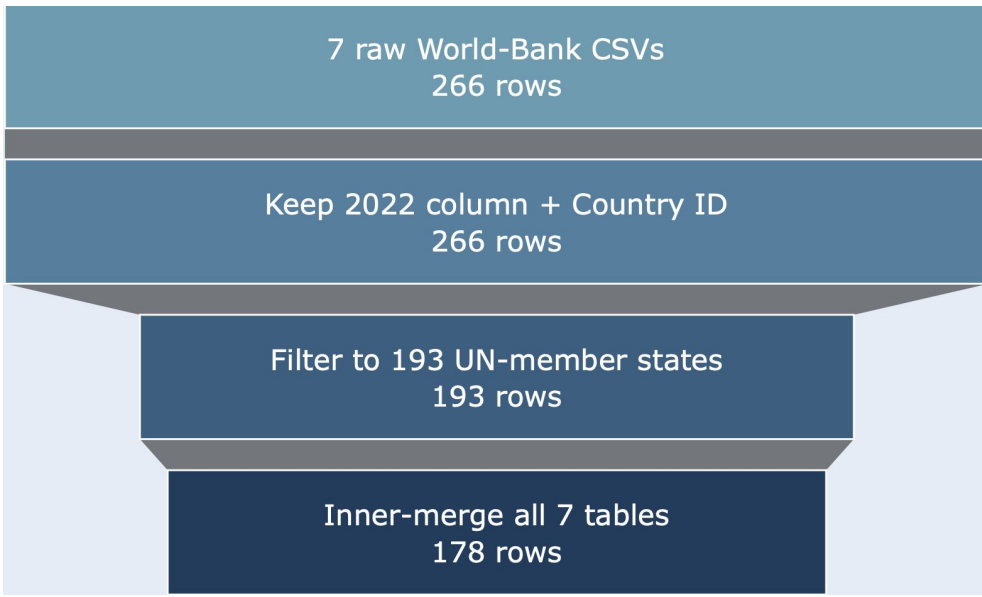 7 raw World-Bank CSVs
266 rows
Keep 2022 column + Country ID
266 rows
Filter to 193 UN-member states
193 rows
Inner-merge all 7 tables
178 rows